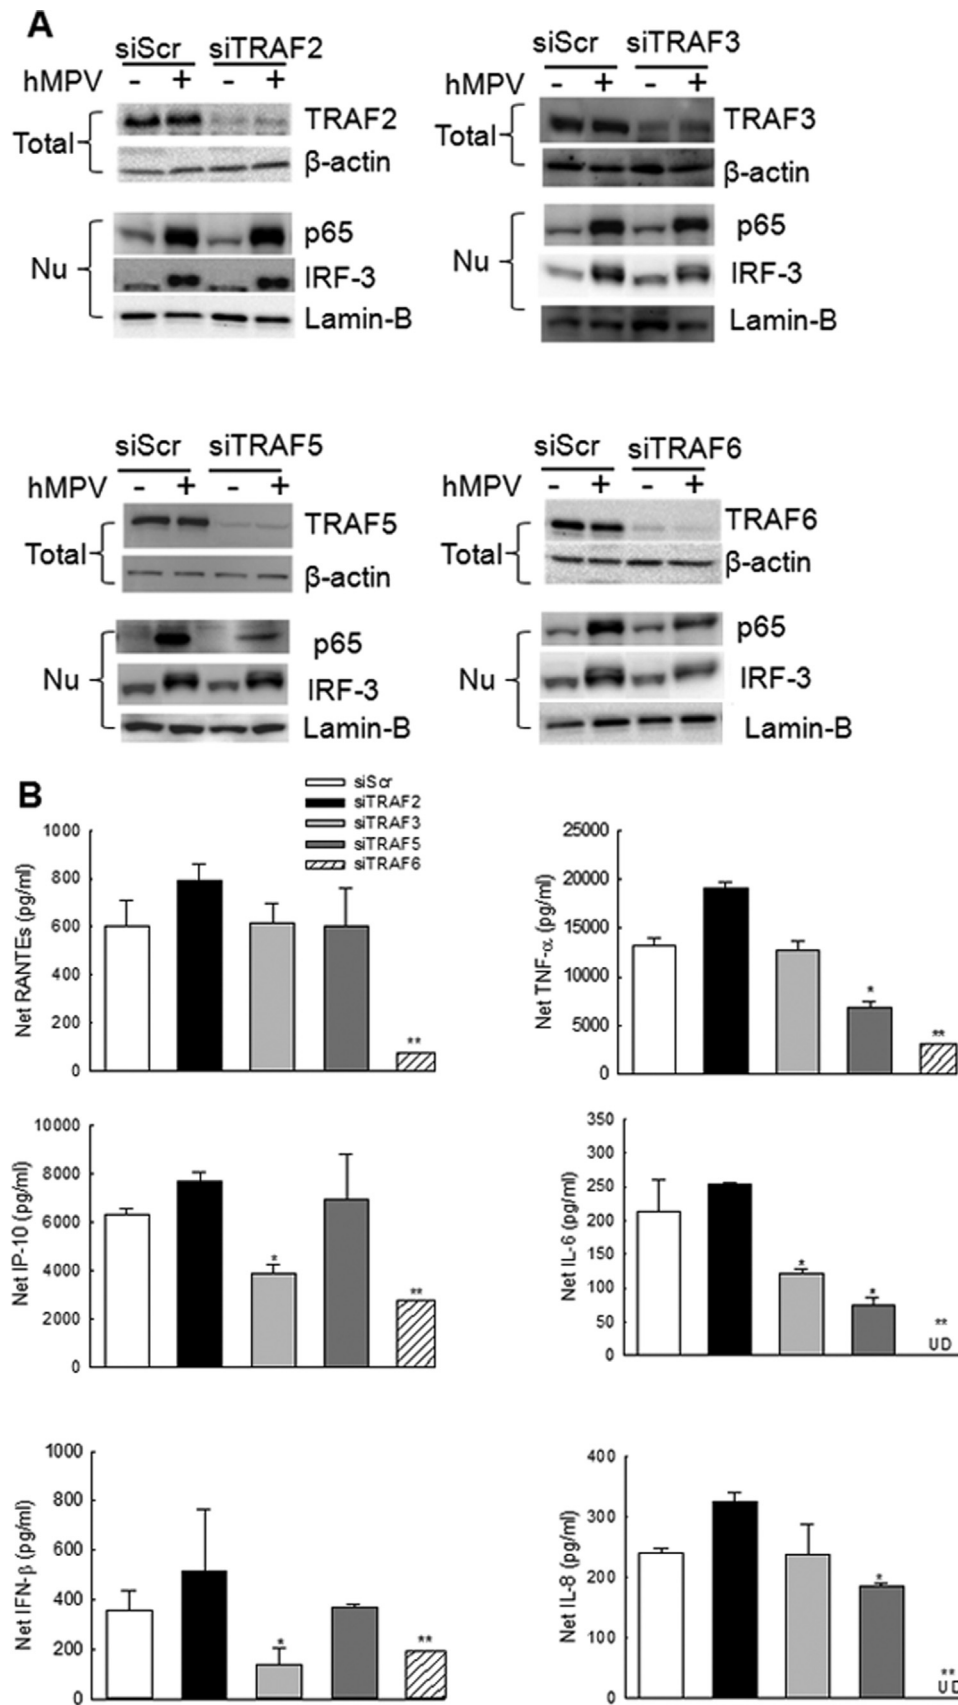 A
siScr siTRAF2
hMPV - + - +
Total
TRAF2
β-actin
Nu
p65
IRF-3
Lamin-B
siScr siTRAF3
hMPV - + - +
Total
TRAF3
β-actin
Nu
p65
IRF-3
Lamin-B
siScr siTRAF5
hMPV - + - +
Total
TRAF5
β-actin
Nu
p65
IRF-3
Lamin-B
siScr siTRAF6
hMPV - + - +
Total
TRAF6
β-actin
Nu
p65
IRF-3
Lamin-B
B
siScr
siTRAF2
siTRAF3
siTRAF5
siTRAF6
Net RANTEs (pg/ml)
1000
800
600
400
200
0
**
Net TNF-α (pg/ml)
25000
20000
15000
10000
5000
0
*
**
Net IP-10 (pg/ml)
10000
8000
6000
4000
2000
0
*
**
Net IL-6 (pg/ml)
350
300
250
200
150
100
50
0
*
*
**
UD
Net IFN-β (pg/ml)
1000
800
600
400
200
0
*
**
Net IL-8 (pg/ml)
400
300
200
100
0
*
**
UD